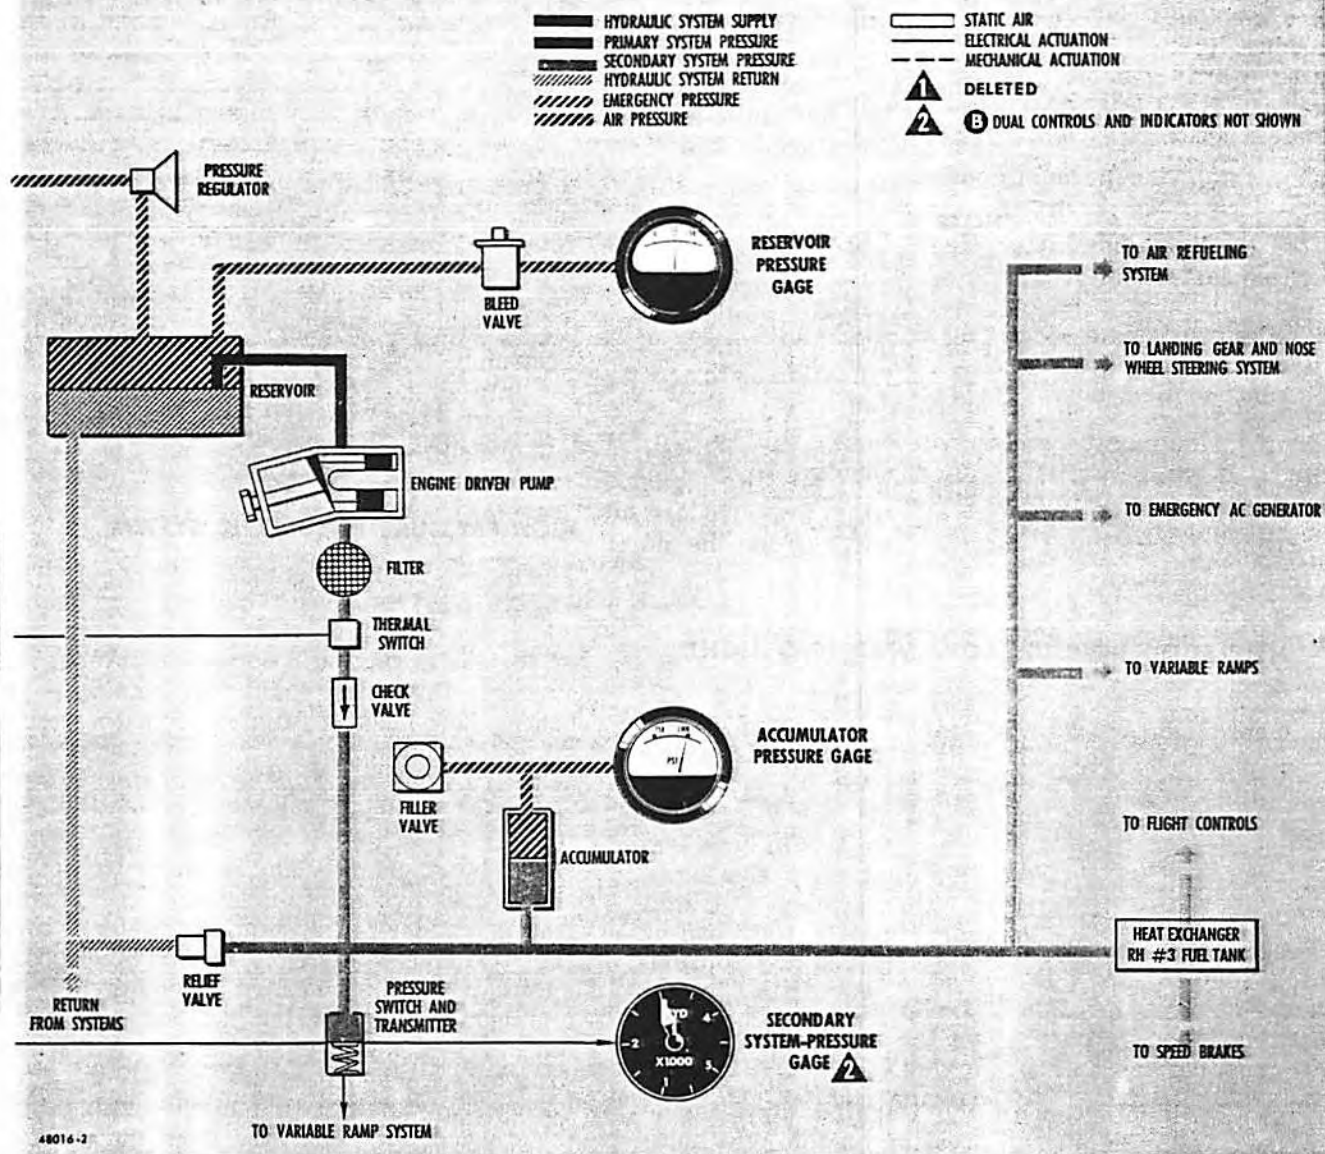 HYDRAULIC SYSTEM SUPPLY
PRIMARY SYSTEM PRESSURE
SECONDARY SYSTEM PRESSURE
HYDRAULIC SYSTEM RETURN
EMERGENCY PRESSURE
AIR PRESSURE
STATIC AIR
ELECTRICAL ACTUATION
MECHANICAL ACTUATION
1 DELETED
2 B DUAL CONTROLS AND INDICATORS NOT SHOWN
PRESSURE
REGULATOR
BLEED
VALVE
RESERVOIR
PRESSURE
GAGE
TO AIR REFUELING
SYSTEM
TO LANDING GEAR AND NOSE
WHEEL STEERING SYSTEM
RESERVOIR
ENGINE DRIVEN PUMP
TO EMERGENCY AC GENERATOR
FILTER
THERMAL
SWITCH
TO VARIABLE RAMPS
CHECK
VALVE
ACCUMULATOR
PRESSURE GAGE
PSI
FILLER
VALVE
TO FLIGHT CONTROLS
ACCUMULATOR
HEAT EXCHANGER
RH #3 FUEL TANK
RELIEF
VALVE
RETURN
FROM SYSTEMS
PRESSURE
SWITCH AND
TRANSMITTER
4
2
X1000
5
1
SECONDARY
SYSTEM-PRESSURE
GAGE 2
TO SPEED BRAKES
TO VARIABLE RAMP SYSTEM
48016-2